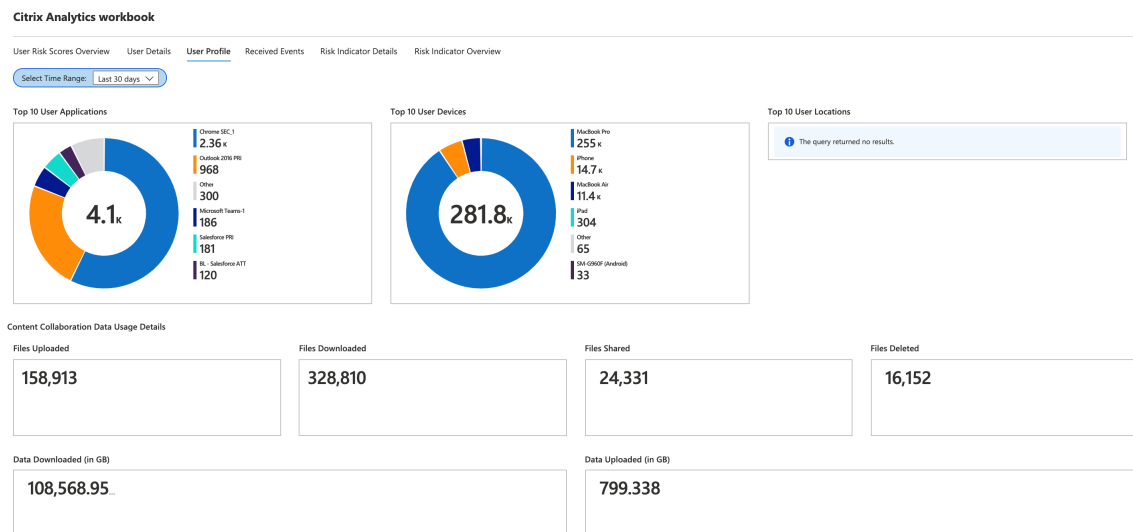 Citrix Analytics workbook
User Risk Scores Overview User Details User Profile Received Events Risk Indicator Details Risk Indicator Overview
Select Time Range: Last 30 days
Top 10 User Applications
4.1K
Chrome SEC_1
2.36 K
Outlook 2016 PRI
968
Other
300
Microsoft Teams-1
186
Salesforce PRI
181
BL - Salesforce ATT
120
Top 10 User Devices
281.8K
MacBook Pro
255 K
iPhone
14.7 K
MacBook Air
11.4 K
iPad
304
Other
65
SM-G960F (Android)
33
Top 10 User Locations
The query returned no results.
Content Collaboration Data Usage Details
Files Uploaded
158,913
Files Downloaded
328,810
Files Shared
24,331
Files Deleted
16,152
Data Downloaded (in GB)
108,568.95...
Data Uploaded (in GB)
799.338